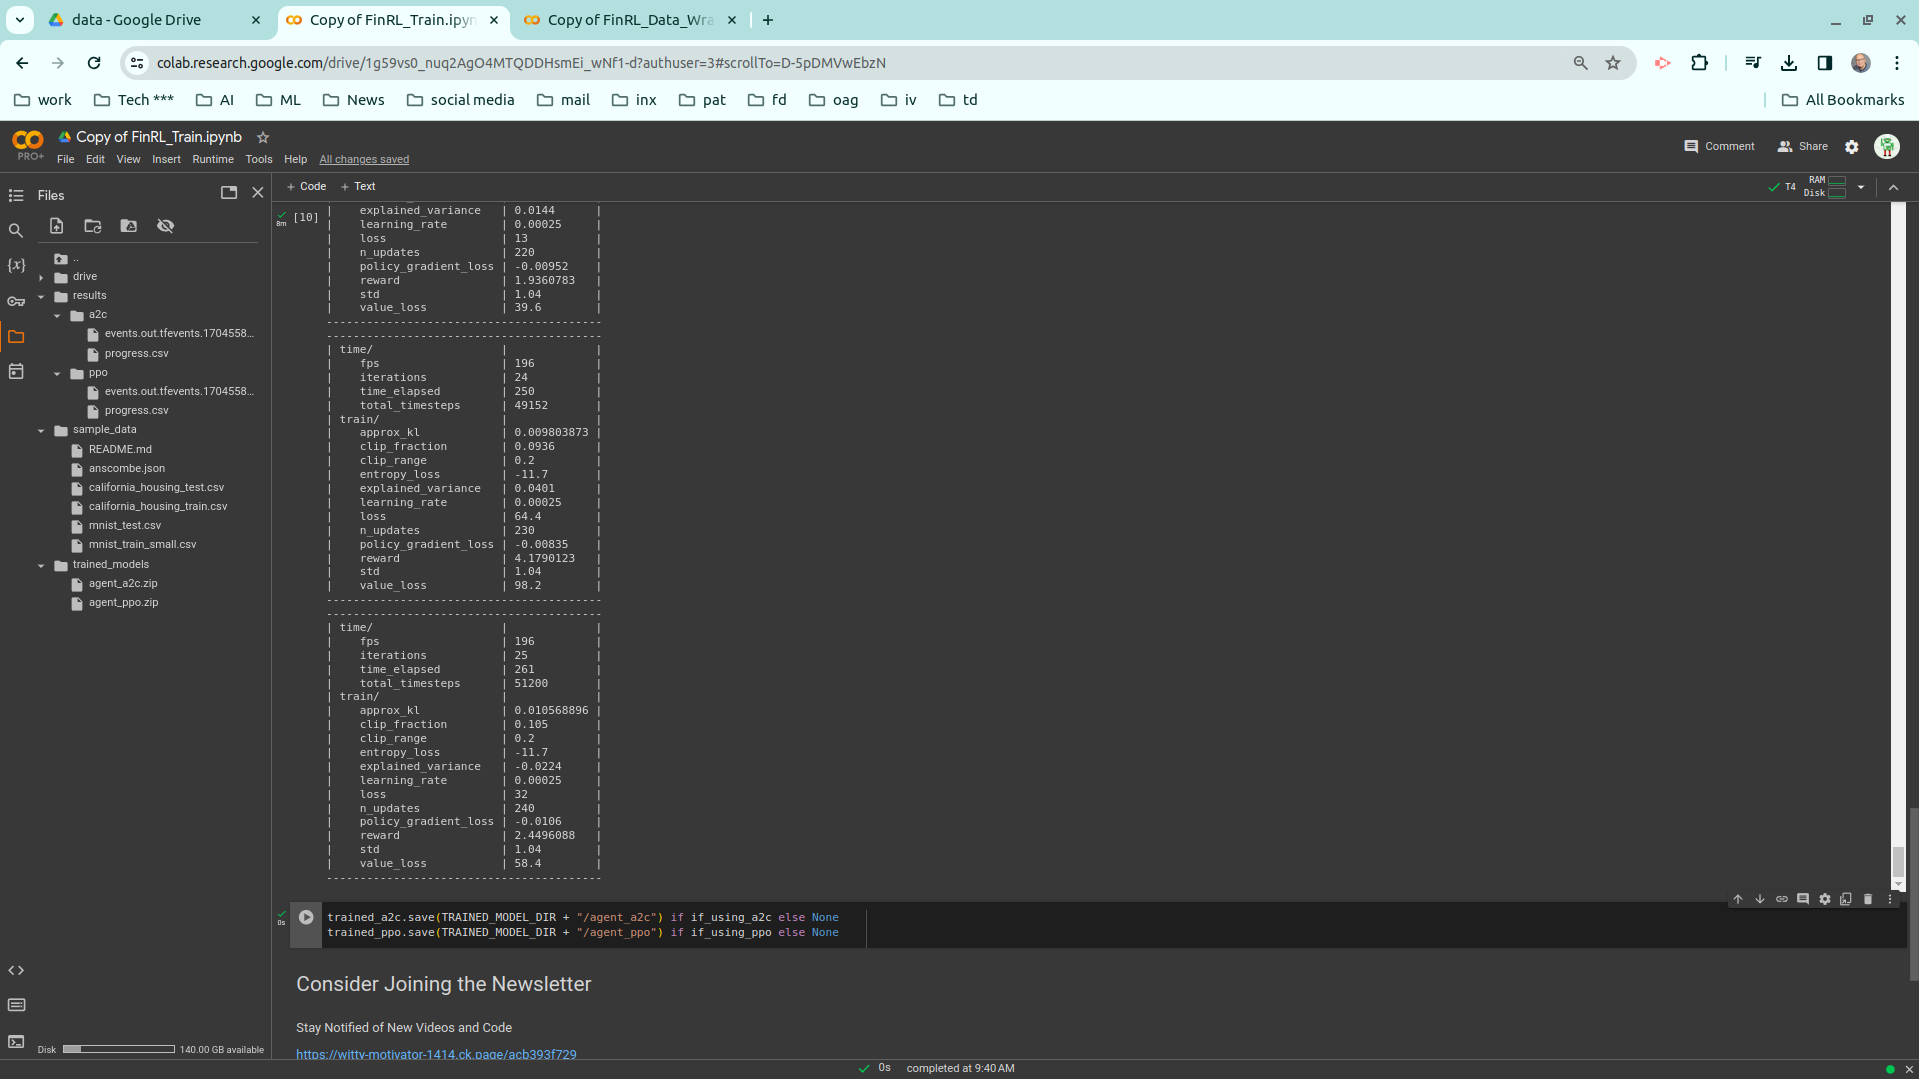 data - Google Drive
Copy of FinRL_Train.ipyn
Copy of FinRL_Data_Wra
colab.research.google.com/drive/1g59vs0_nuq2AgO4MTQDDHsmEi_wNf1-d?authuser=3#scrollTo=D-5pDMVwEbzN
work Tech *** AI ML News social media mail inx pat fd oag iv td All Bookmarks
CO PRO+
Copy of FinRL_Train.ipynb
Comment Share
File Edit View Insert Runtime Tools Help All changes saved
Files
+ Code + Text
T4 RAM Disk
{x}
..
drive
results
a2c
events.out.tfevents.1704558...
progress.csv
ppo
events.out.tfevents.1704558...
progress.csv
sample_data
README.md
anscombe.json
california_housing_test.csv
california_housing_train.csv
mnist_test.csv
mnist_train_small.csv
trained_models
agent_a2c.zip
agent_ppo.zip
Disk 140.00 GB available
8m [10]
| explained_variance | 0.0144 |
| learning_rate | 0.00025 |
| loss | 13 |
| n_updates | 220 |
| policy_gradient_loss | -0.00952 |
| reward | 1.9360783 |
| std | 1.04 |
| value_loss | 39.6 |
-----------------------------------------
-----------------------------------------
| time/ | |
| fps | 196 |
| iterations | 24 |
| time_elapsed | 250 |
| total_timesteps | 49152 |
| train/ | |
| approx_kl | 0.009803873 |
| clip_fraction | 0.0936 |
| clip_range | 0.2 |
| entropy_loss | -11.7 |
| explained_variance | 0.0401 |
| learning_rate | 0.00025 |
| loss | 64.4 |
| n_updates | 230 |
| policy_gradient_loss | -0.00835 |
| reward | 4.1790123 |
| std | 1.04 |
| value_loss | 98.2 |
-----------------------------------------
-----------------------------------------
| time/ | |
| fps | 196 |
| iterations | 25 |
| time_elapsed | 261 |
| total_timesteps | 51200 |
| train/ | |
| approx_kl | 0.010568896 |
| clip_fraction | 0.105 |
| clip_range | 0.2 |
| entropy_loss | -11.7 |
| explained_variance | -0.0224 |
| learning_rate | 0.00025 |
| loss | 32 |
| n_updates | 240 |
| policy_gradient_loss | -0.0106 |
| reward | 2.4496088 |
| std | 1.04 |
| value_loss | 58.4 |
-----------------------------------------
0s
trained_a2c.save(TRAINED_MODEL_DIR + "/agent_a2c") if if_using_a2c else None
trained_ppo.save(TRAINED_MODEL_DIR + "/agent_ppo") if if_using_ppo else None
Consider Joining the Newsletter
Stay Notified of New Videos and Code
https://witty-motivator-1414.ck.page/acb393f729
0s completed at 9:40 AM